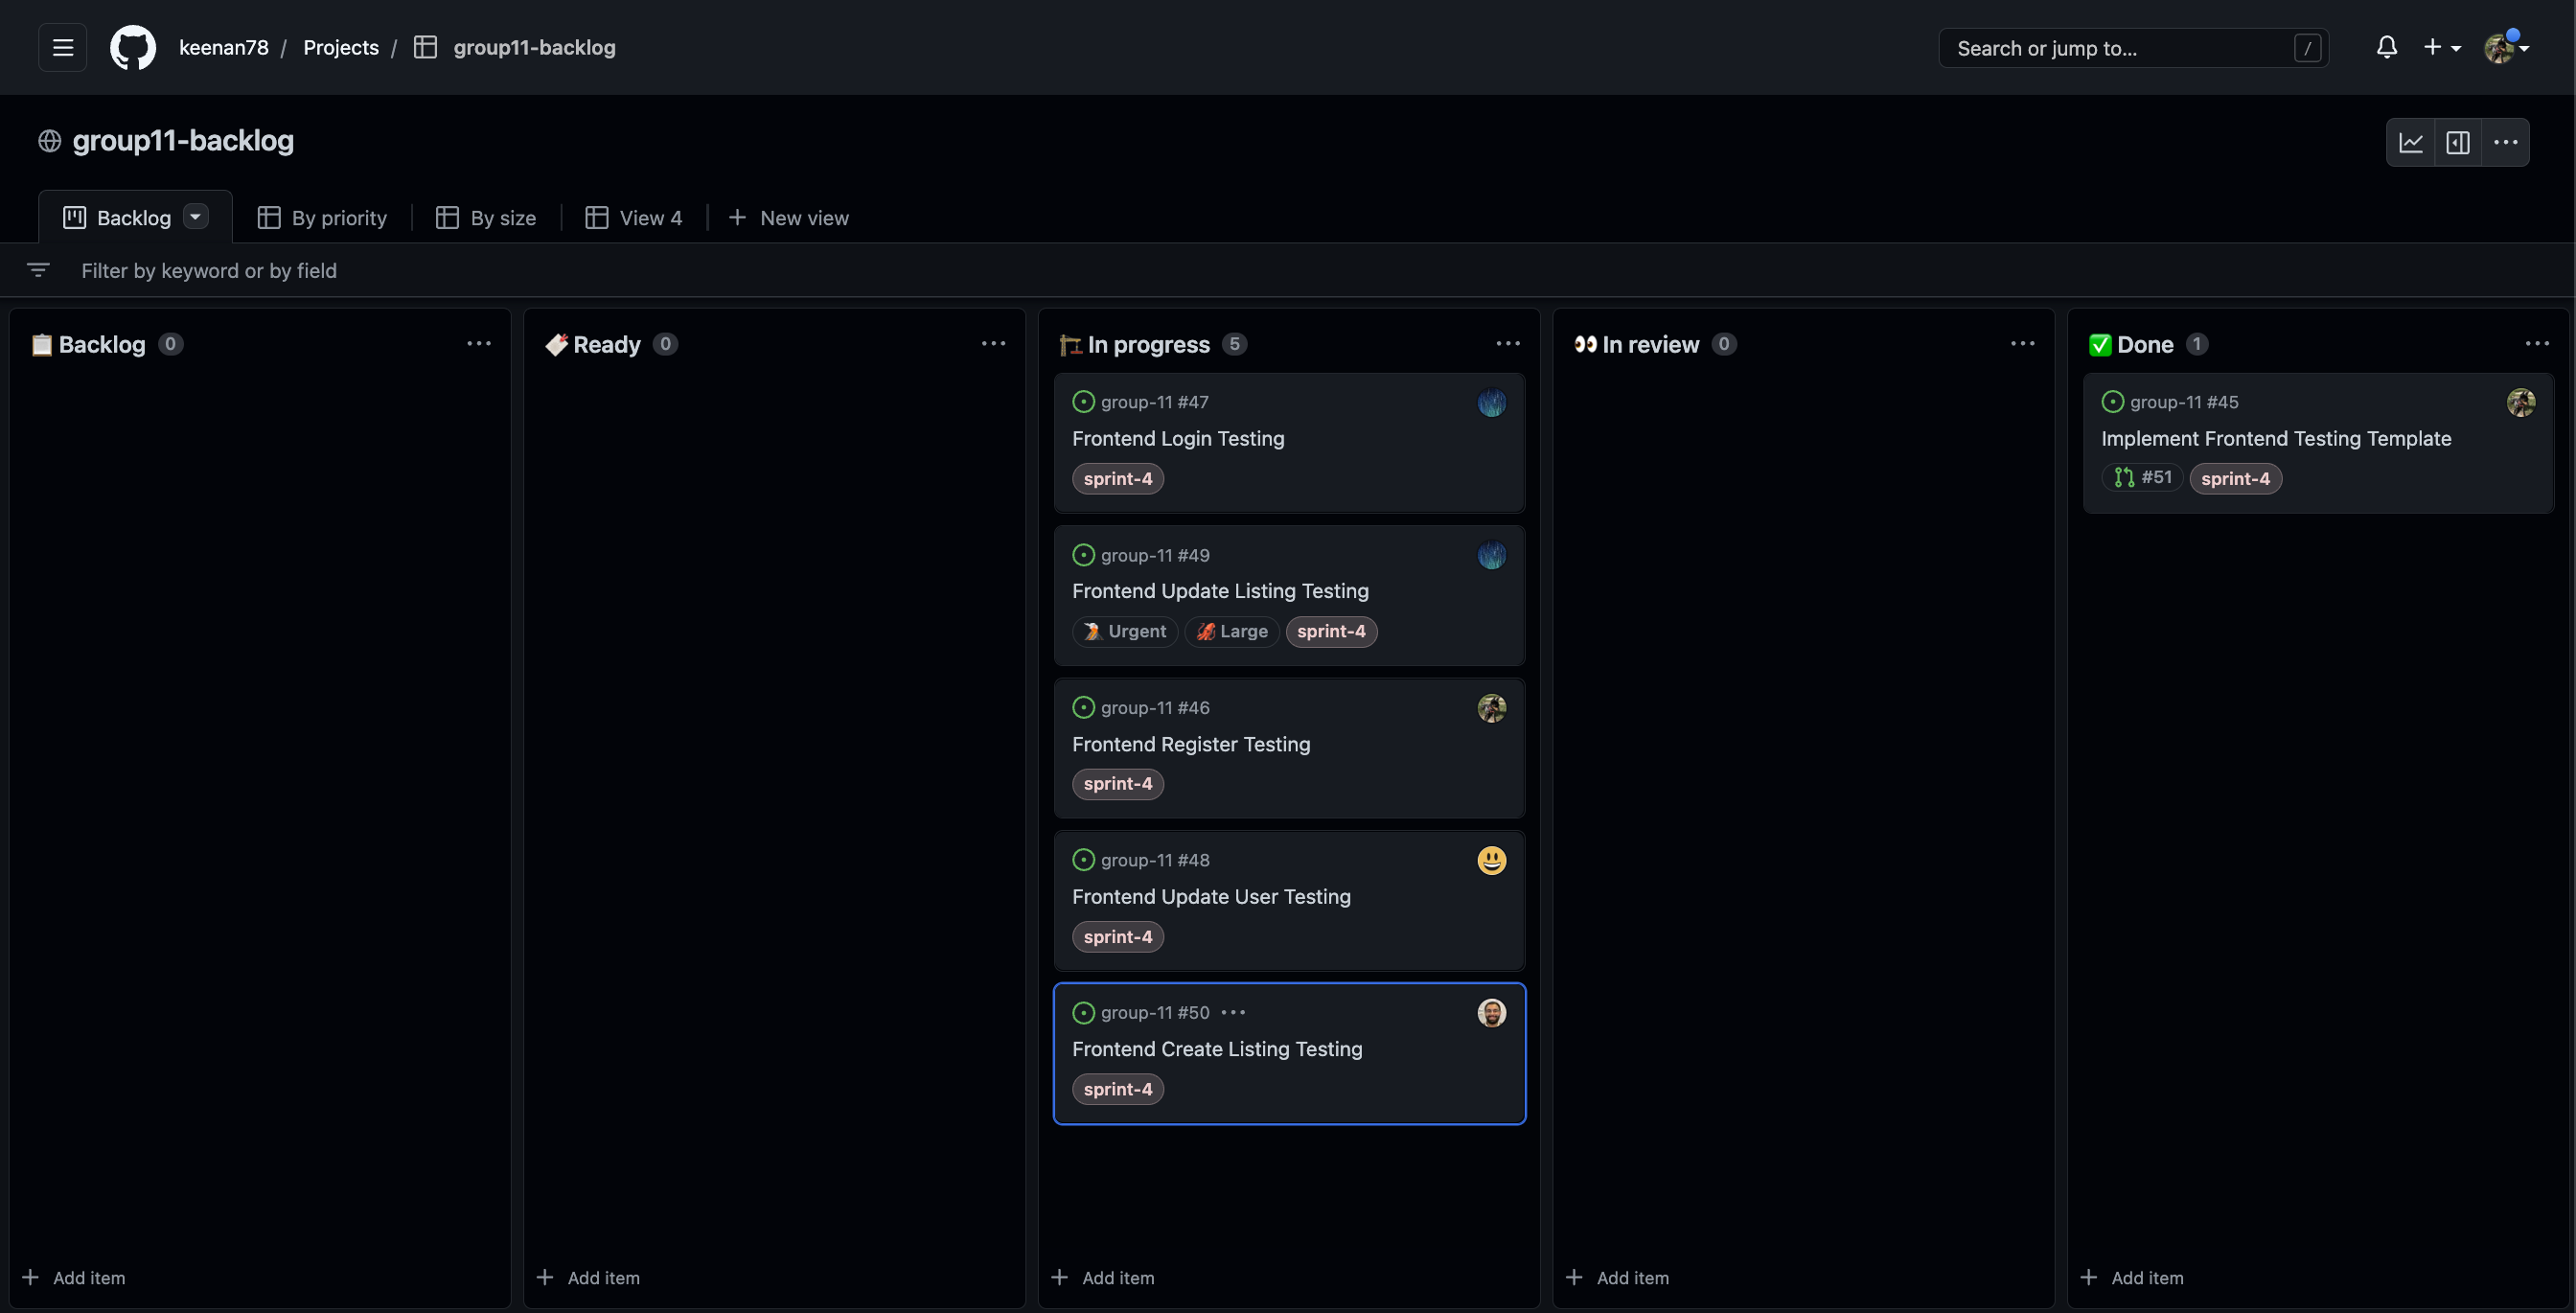 keenan78 / Projects / group11-backlog
Search or jump to... /
group11-backlog
Backlog
By priority
By size
View 4
New view
Filter by keyword or by field
Backlog 0
Add item
Ready 0
Add item
In progress 5
group-11 #47
Frontend Login Testing
sprint-4
group-11 #49
Frontend Update Listing Testing
Urgent Large sprint-4
group-11 #46
Frontend Register Testing
sprint-4
group-11 #48
Frontend Update User Testing
sprint-4
group-11 #50
Frontend Create Listing Testing
sprint-4
Add item
In review 0
Add item
Done 1
group-11 #45
Implement Frontend Testing Template
#51 sprint-4
Add item